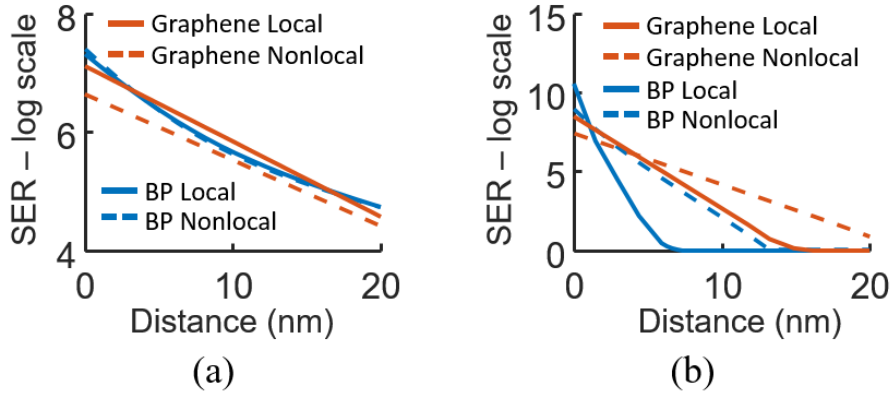 SER – log scale
8
6
4
Graphene Local
Graphene Nonlocal
BP Local
BP Nonlocal
0
10
20
Distance (nm)
(a)
SER – log scale
15
10
5
0
Graphene Local
Graphene Nonlocal
BP Local
BP Nonlocal
0
10
20
Distance (nm)
(b)